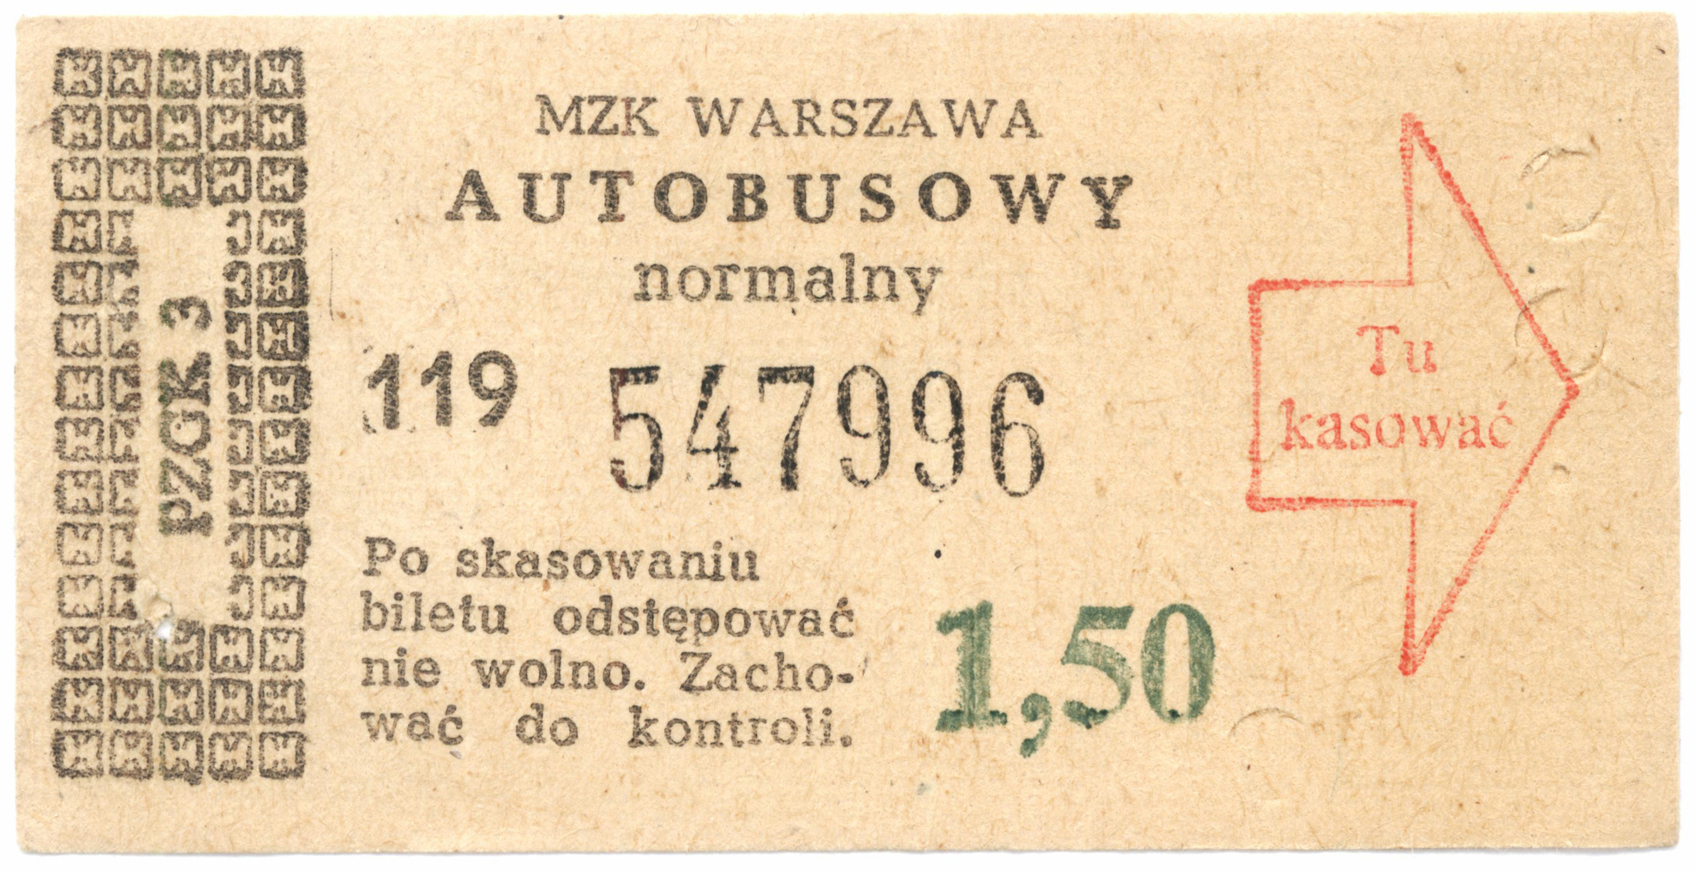 MZK WARSZAWA
AUTOBUSOWY
normalny
119 547996
Po skasowaniu
biletu odstępować
nie wolno. Zacho-
wać do kontroli.
1,50
Tu
kasować
PZGK 3